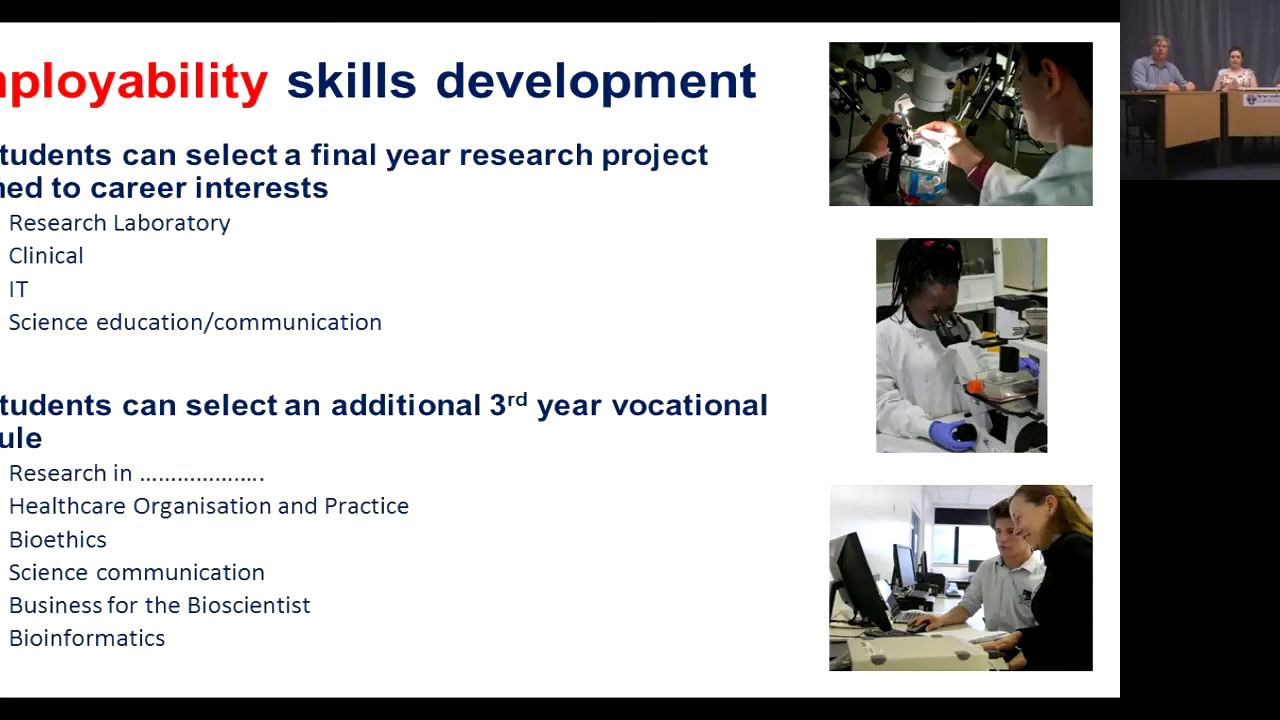 mployability skills development
tudents can select a final year research project
ned to career interests
Research Laboratory
Clinical
IT
Science education/communication
tudents can select an additional 3rd year vocational
ule
Research in ....................
Healthcare Organisation and Practice
Bioethics
Science communication
Business for the Bioscientist
Bioinformatics